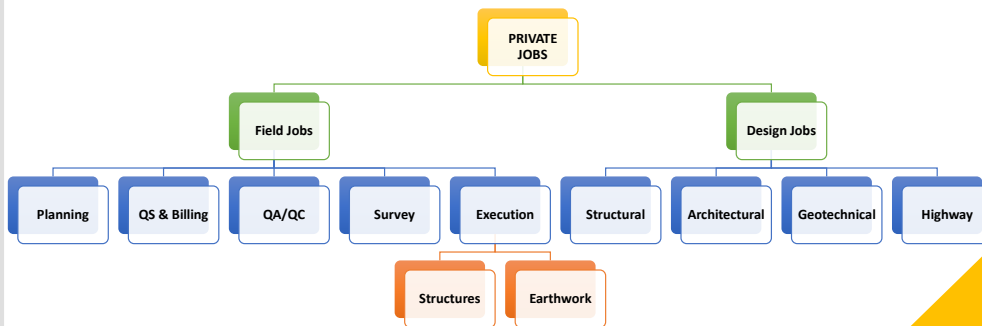 PRIVATE
JOBS
Field Jobs
Design Jobs
Planning
QS & Billing
QA/QC
Survey
Execution
Structural
Architectural
Geotechnical
Highway
Structures
Earthwork